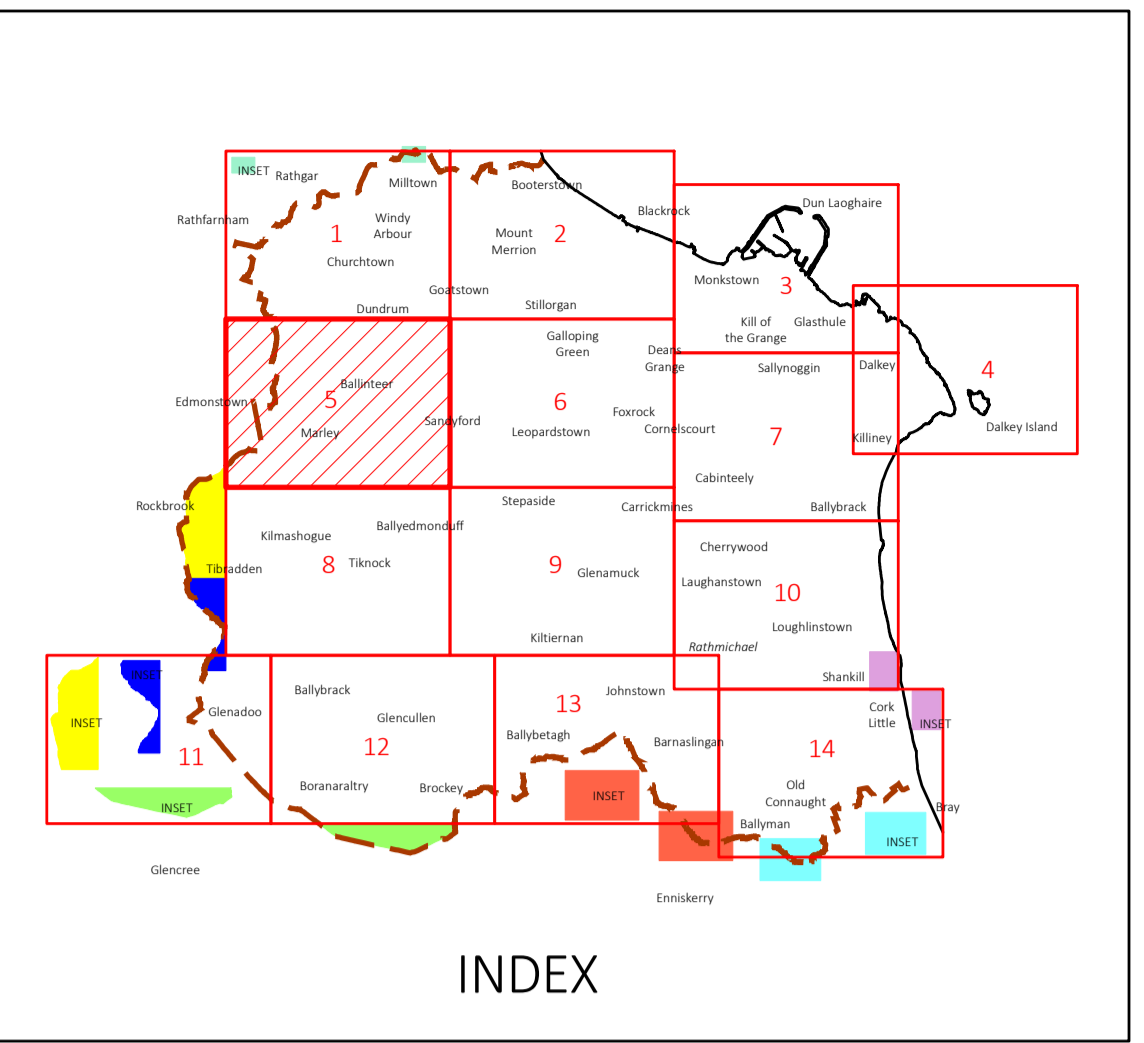 INSET
Rathgar
Milltown
Booterstown
Rathfarnham
Windy
Arbour
1
Churchtown
Mount
Merrion
2
Blackrock
Dun Laoghaire
Goatstown
Dundrum
Stillorgan
Monkstown
3
Kill of
the Grange
Glasthule
Galloping
Green
Deans
Grange
Sallynoggin
Dalkey
4
Dalkey Island
Ballinteer
5
Edmonstown
Marley
Sandyford
6
Leopardstown
Foxrock
Cornelscourt
7
Killiney
Cabinteely
Ballybrack
Rockbrook
Kilmashogue
Ballyedmonduff
Tiknock
8
Tibradden
Stepaside
Carrickmines
9
Glenamuck
Kiltiernan
Cherrywood
Laughanstown
10
Loughlinstown
Rathmichael
Shankill
INSET
INSET
Glenadoo
11
INSET
Ballybrack
Glencullen
12
Boranaraltry
Brockey
Johnstown
13
Ballybetagh
Barnaslingan
INSET
Cork
Little
INSET
14
Old
Connaught
Bray
Ballyman
INSET
Glencree
Enniskerry
INDEX